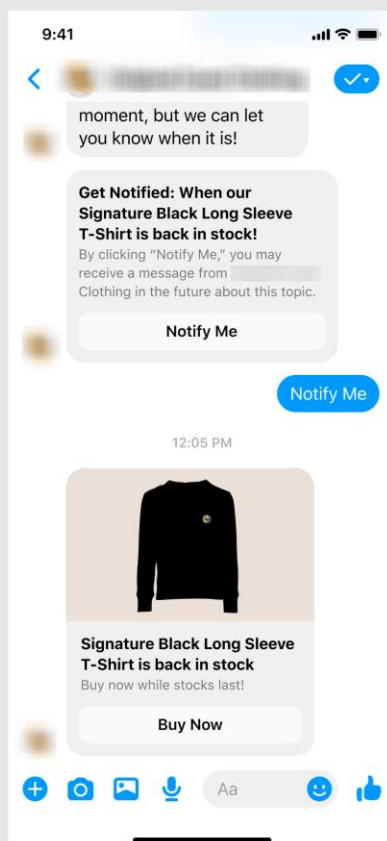 9:41
moment, but we can let
you know when it is!
Get Notified: When our
Signature Black Long Sleeve
T-Shirt is back in stock!
By clicking “Notify Me,” you may
receive a message from
Clothing in the future about this topic.
Notify Me
Notify Me
12:05 PM
Signature Black Long Sleeve
T-Shirt is back in stock
Buy now while stocks last!
Buy Now
Aa